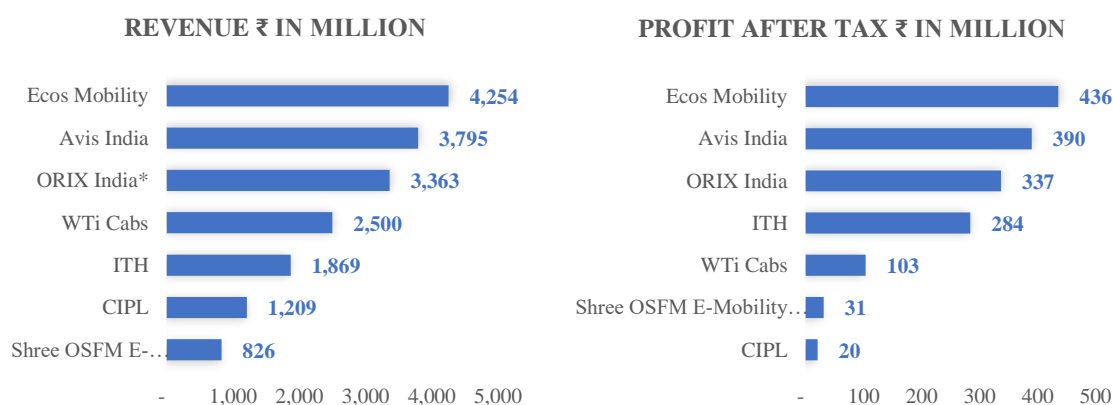 REVENUE ₹ IN MILLION
Ecos Mobility 4,254
Avis India 3,795
ORIX India* 3,363
WTi Cabs 2,500
ITH 1,869
CIPL 1,209
Shree OSFM E-… 826
- 1,000 2,000 3,000 4,000 5,000
PROFIT AFTER TAX ₹ IN MILLION
Ecos Mobility 436
Avis India 390
ORIX India 337
ITH 284
WTi Cabs 103
Shree OSFM E-Mobility… 31
CIPL 20
- 100 200 300 400 500